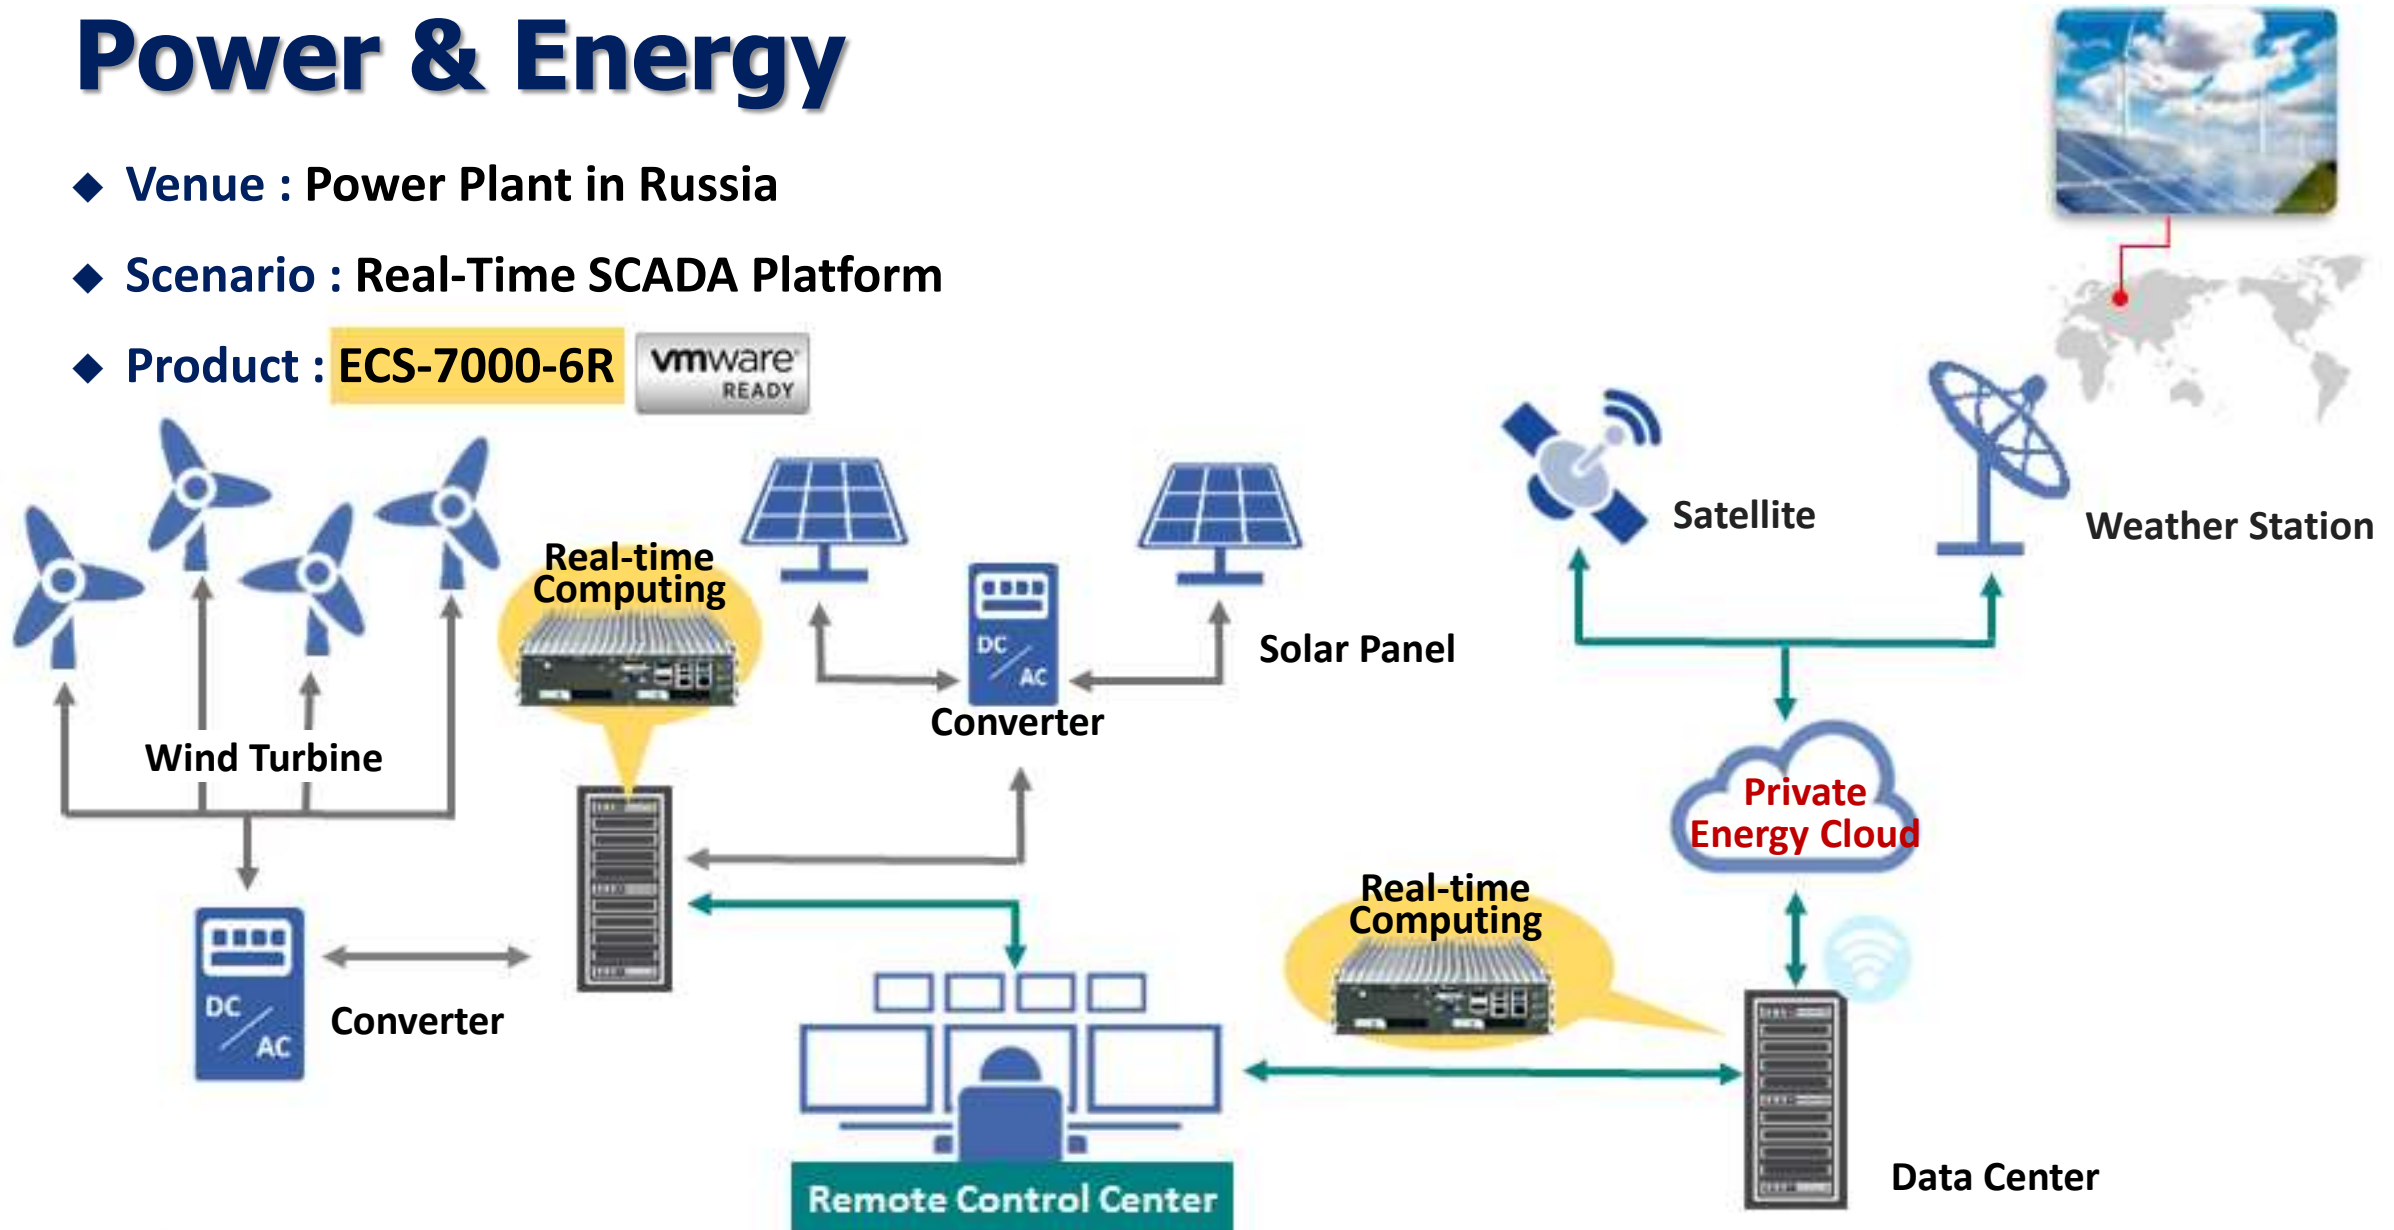 Power & Energy
Venue : Power Plant in Russia
Scenario : Real-Time SCADA Platform
Product : ECS-7000-6R
vmware
READY
Satellite
Weather Station
Real-time
Computing
DC
AC
Converter
Solar Panel
Wind Turbine
Private
Energy Cloud
Real-time
Computing
DC
AC
Converter
Remote Control Center
Data Center